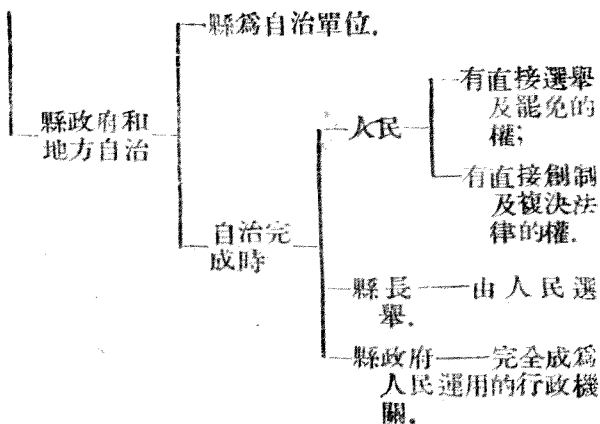 縣爲自治單位.
縣政府和
地方自治
自治完
成時
人民
有直接選舉
及罷免的
權;
有直接創制
及複決法
律的權.
縣長——由人民選
舉.
縣政府——完全成爲
人民運用的行政機
關.